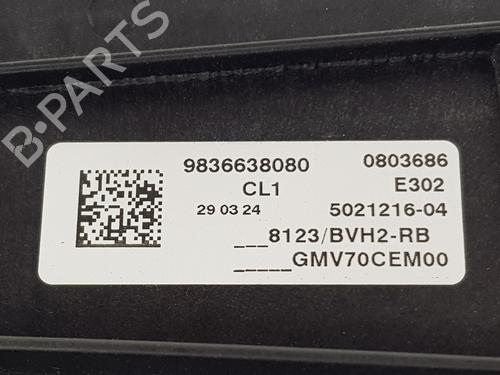 B-PARTS
9836638080 0803686
CL1 E302
29 03 24 5021216-04
___8123/BVH2-RB
_____GMV70CEM00